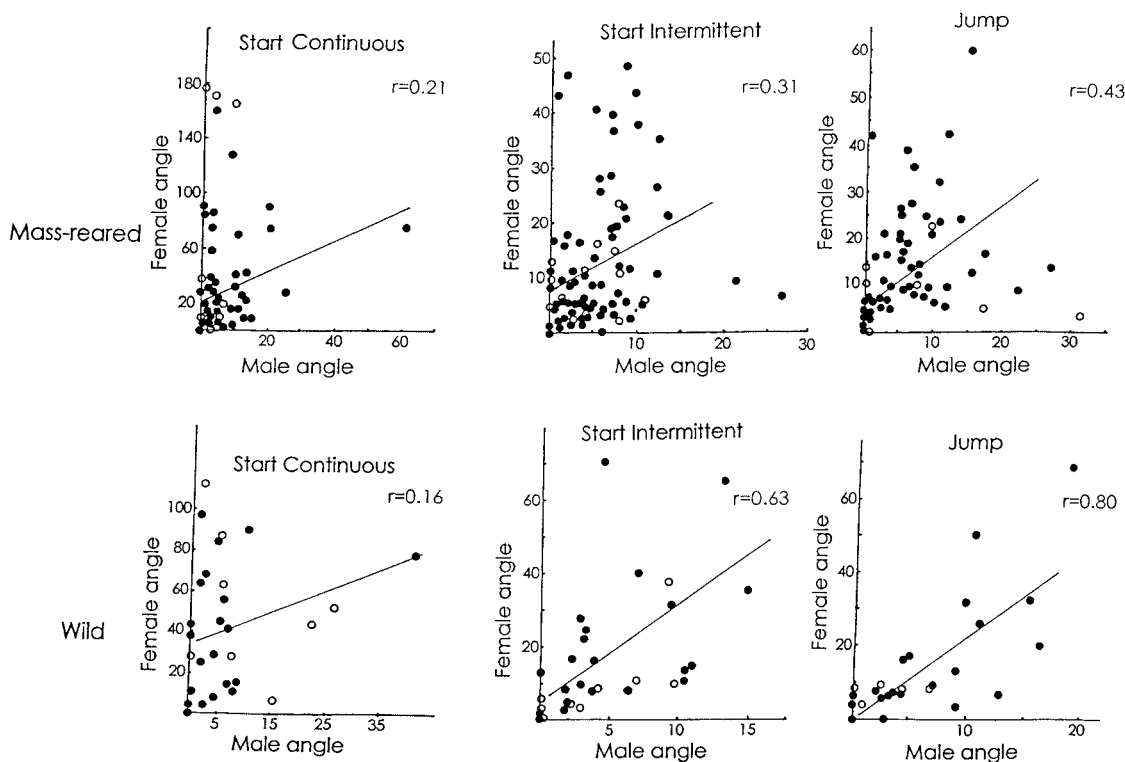 Start Continuous
r=0.21
180
140
100
60
20
Female angle
20
40
60
Male angle
Start Intermittent
r=0.31
50
40
30
20
10
Female angle
10
20
30
Male angle
Jump
r=0.43
60
50
40
30
20
10
Female angle
10
20
30
Male angle
Mass-reared
Start Continuous
r=0.16
100
80
60
40
20
Female angle
5
15
25
35
Male angle
Start Intermittent
r=0.63
60
40
20
Female angle
5
10
15
Male angle
Jump
r=0.80
60
40
20
Female angle
10
20
Male angle
Wild